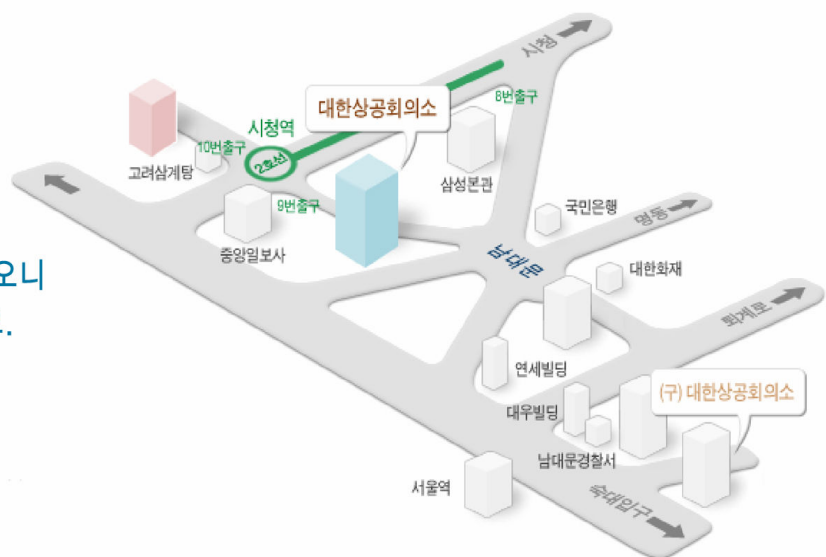 시청
8번출구
대한상공회의소
시청역
10번출구
2호선
고려삼계탕
삼성본관
9번출구
국민은행
명동
중앙일보사
남대문
대한화재
오니
퇴계로
연세빌딩
(구) 대한상공회의소
대우빌딩
남대문경찰서
서울역
숙대입구